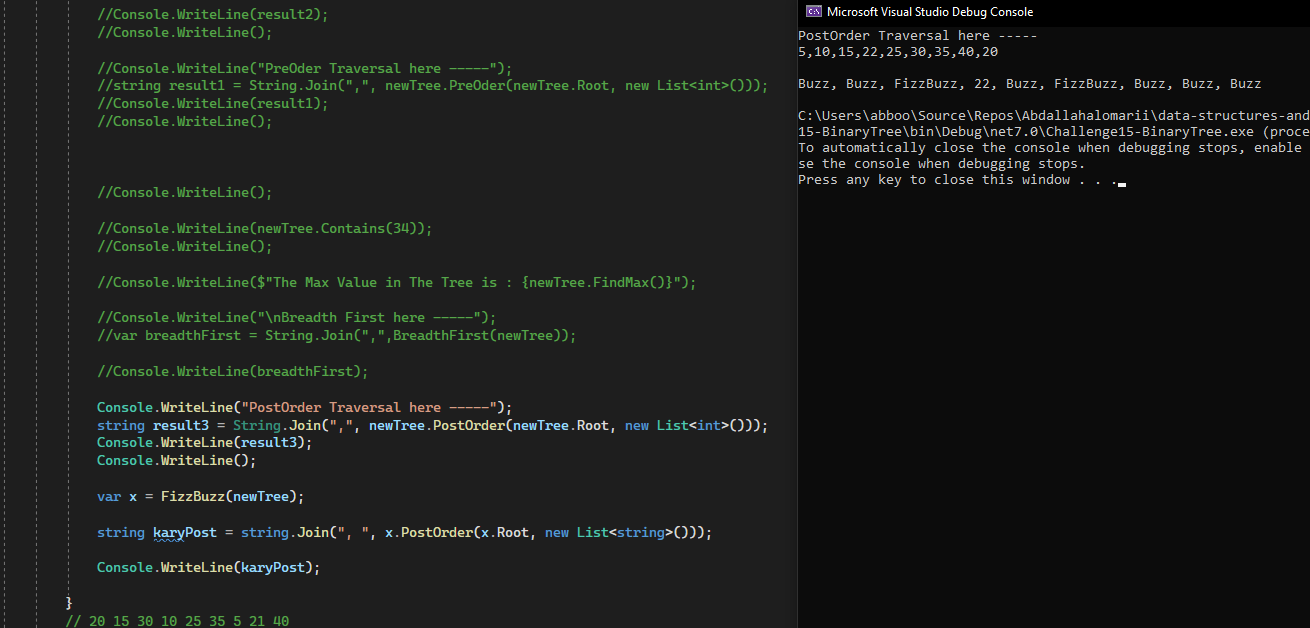 //Console.WriteLine(result2);
//Console.WriteLine();
//Console.WriteLine("PreOder Traversal here -----");
//string result1 = String.Join(",", newTree.PreOder(newTree.Root, new List<int>()));
//Console.WriteLine(result1);
//Console.WriteLine();
//Console.WriteLine();
//Console.WriteLine(newTree.Contains(34));
//Console.WriteLine();
//Console.WriteLine($"The Max Value in The Tree is : {newTree.FindMax()}");
//Console.WriteLine("\nBreadth First here -----");
//var breadthFirst = String.Join(",",BreadthFirst(newTree));
//Console.WriteLine(breadthFirst);
Console.WriteLine("PostOrder Traversal here -----");
string result3 = String.Join(",", newTree.PostOrder(newTree.Root, new List<int>()));
Console.WriteLine(result3);
Console.WriteLine();
var x = FizzBuzz(newTree);
string karyPost = string.Join(", ", x.PostOrder(x.Root, new List<string>()));
Console.WriteLine(karyPost);
}
// 20 15 30 10 25 35 5 21 40
Microsoft Visual Studio Debug Console
PostOrder Traversal here -----
5,10,15,22,25,30,35,40,20
Buzz, Buzz, FizzBuzz, 22, Buzz, FizzBuzz, Buzz, Buzz, Buzz
C:\Users\abboo\Source\Repos\Abdallahalomarii\data-structures-and
15-BinaryTree\bin\Debug\net7.0\Challenge15-BinaryTree.exe (proce
To automatically close the console when debugging stops, enable
se the console when debugging stops.
Press any key to close this window . . .